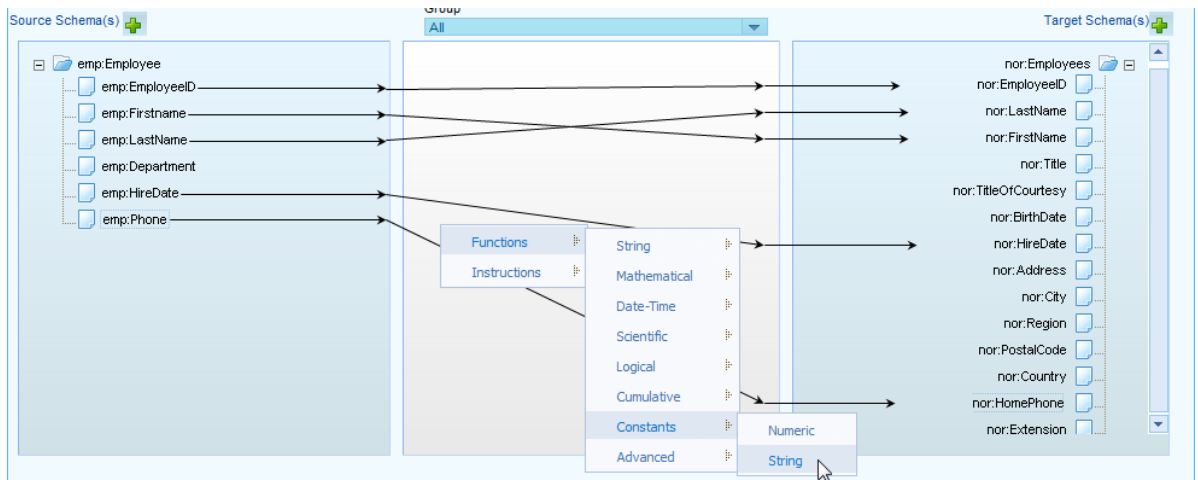 Source Schema(s)
Group
All
Target Schema(s)
emp:Employee
emp:EmployeeID
emp:Firstname
emp:LastName
emp:Department
emp:HireDate
emp:Phone
Functions
Instructions
String
Mathematical
Date-Time
Scientific
Logical
Cumulative
Constants
Advanced
Numeric
String
nor:Employees
nor:EmployeeID
nor:LastName
nor:FirstName
nor:Title
nor:TitleOfCourtesy
nor:BirthDate
nor:HireDate
nor:Address
nor:City
nor:Region
nor:PostalCode
nor:Country
nor:HomePhone
nor:Extension